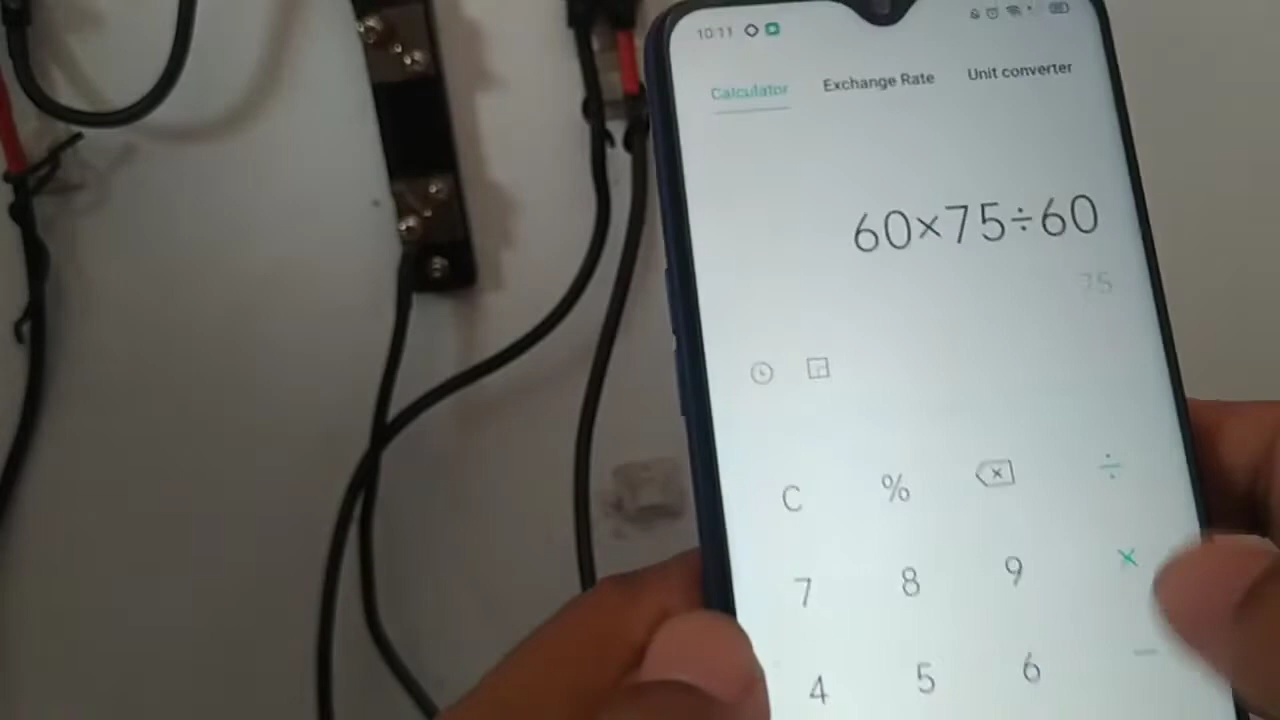 10:11
Calculator Exchange Rate Unit converter
60×75÷60
75
C % ÷
7 8 9 ×
4 5 6 −